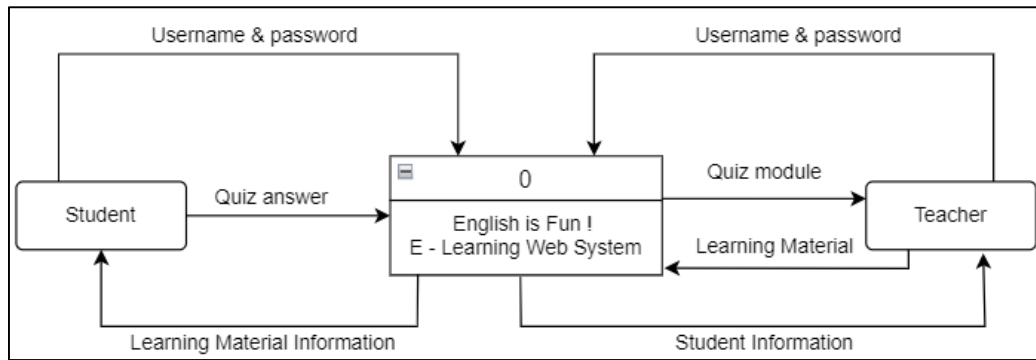 Username & password
Username & password
0
Quiz module
Student
Quiz answer
English is Fun !
E - Learning Web System
Teacher
Learning Material
Learning Material Information
Student Information